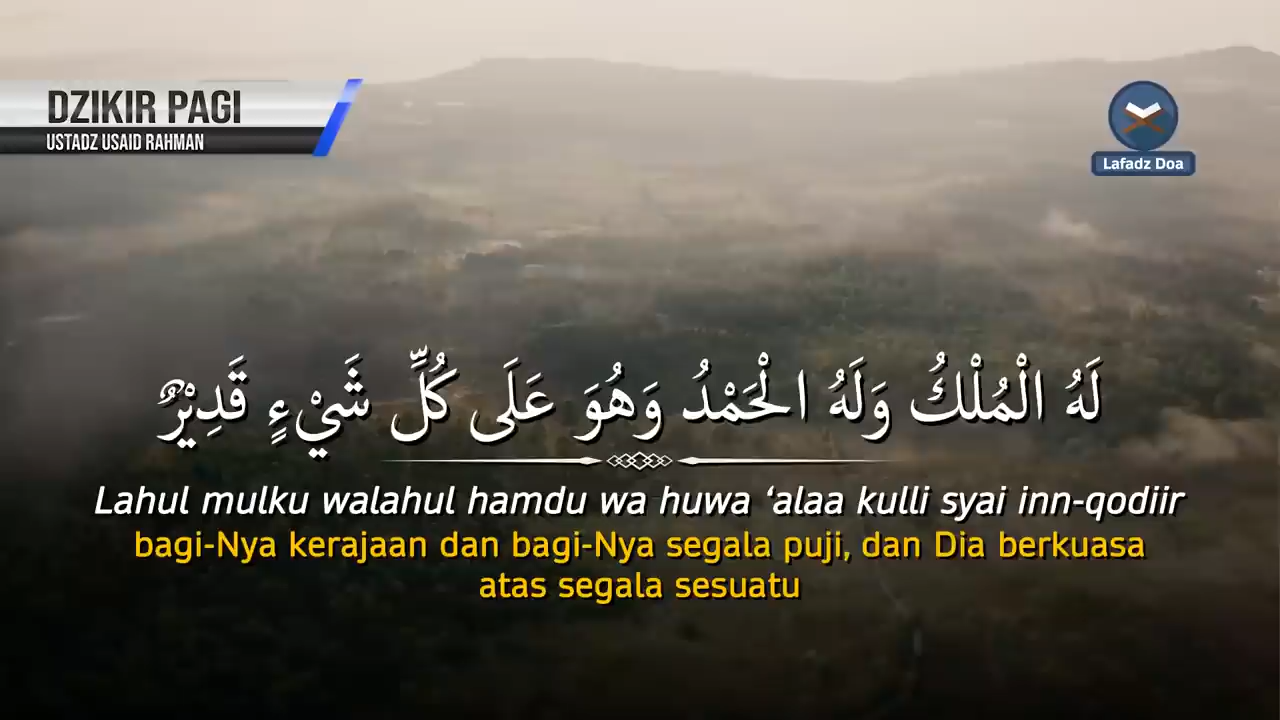 DZIKIR PAGI
USTADZ USAID RAHMAN
Lafadz Doa
لَهُ الْمُلْكُ وَلَهُ الْحَمْدُ وَهُوَ عَلَى كُلِّ شَيْءٍ قَدِيْرٌ
Lahul mulku walahul hamdu wa huwa ‘alaa kulli syai inn-qodiir
bagi-Nya kerajaan dan bagi-Nya segala puji, dan Dia berkuasa
atas segala sesuatu